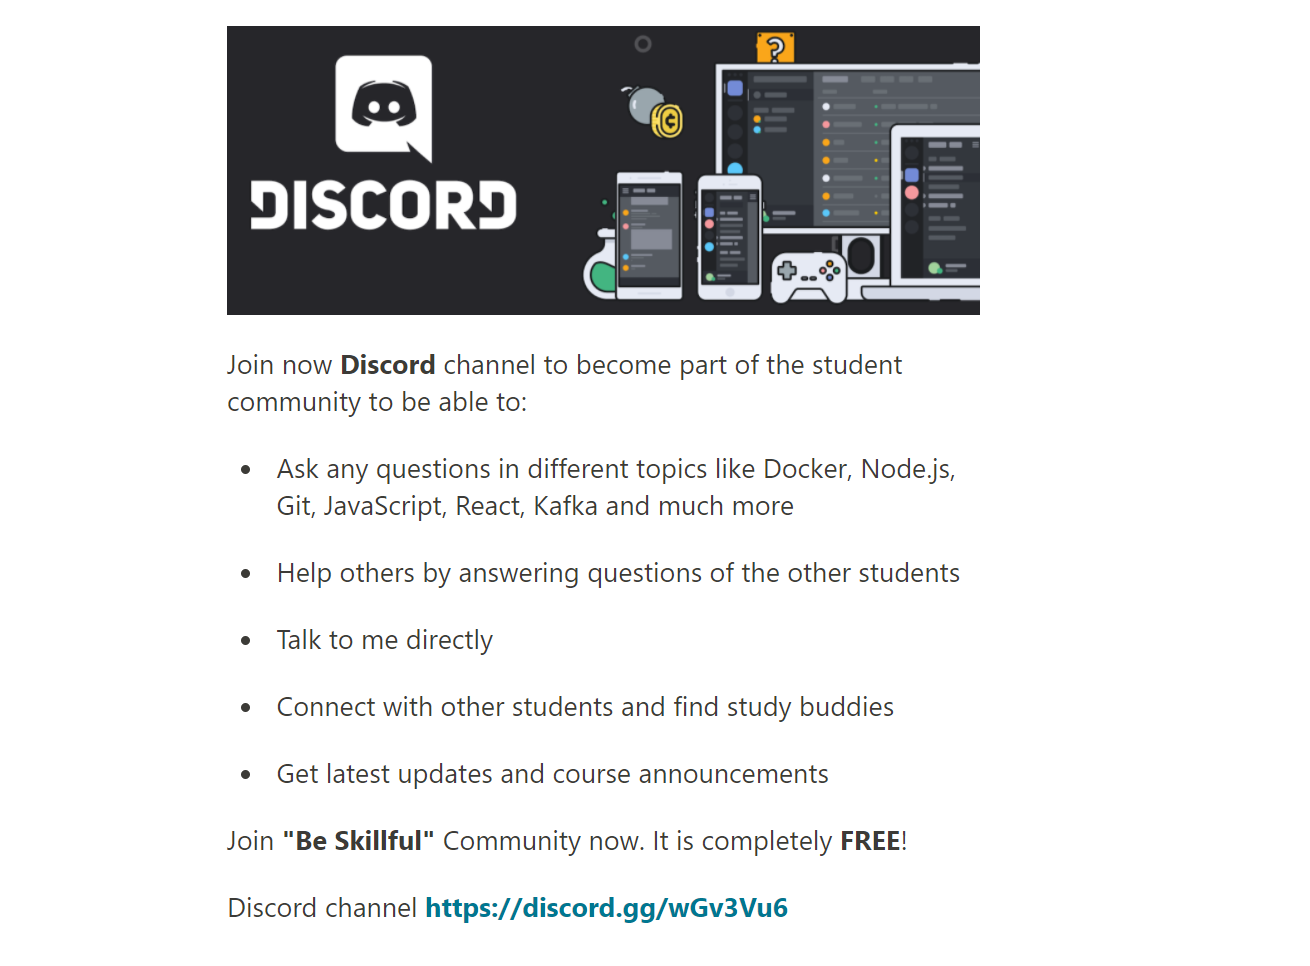 DISCORD
Join now Discord channel to become part of the student
community to be able to:
Ask any questions in different topics like Docker, Node.js,
Git, JavaScript, React, Kafka and much more
Help others by answering questions of the other students
Talk to me directly
Connect with other students and find study buddies
Get latest updates and course announcements
Join "Be Skillful" Community now. It is completely FREE!
Discord channel https://discord.gg/wGv3Vu6